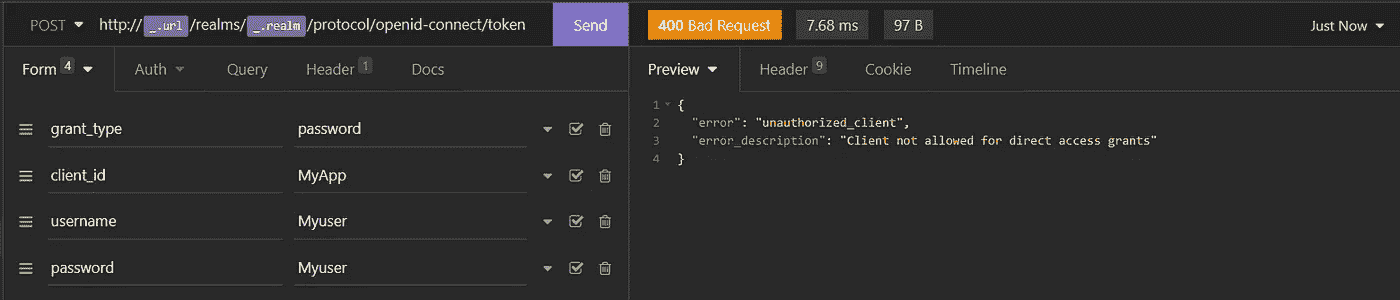 POST http:// _.url /realms/ _.realm /protocol/openid-connect/token Send
400 Bad Request 7.68 ms 97 B Just Now
Form 4 Auth Query Header 1 Docs
Preview Header 9 Cookie Timeline
grant_type password
client_id MyApp
username Myuser
password Myuser
1 {
2 "error": "unauthorized_client",
3 "error_description": "Client not allowed for direct access grants"
4 }